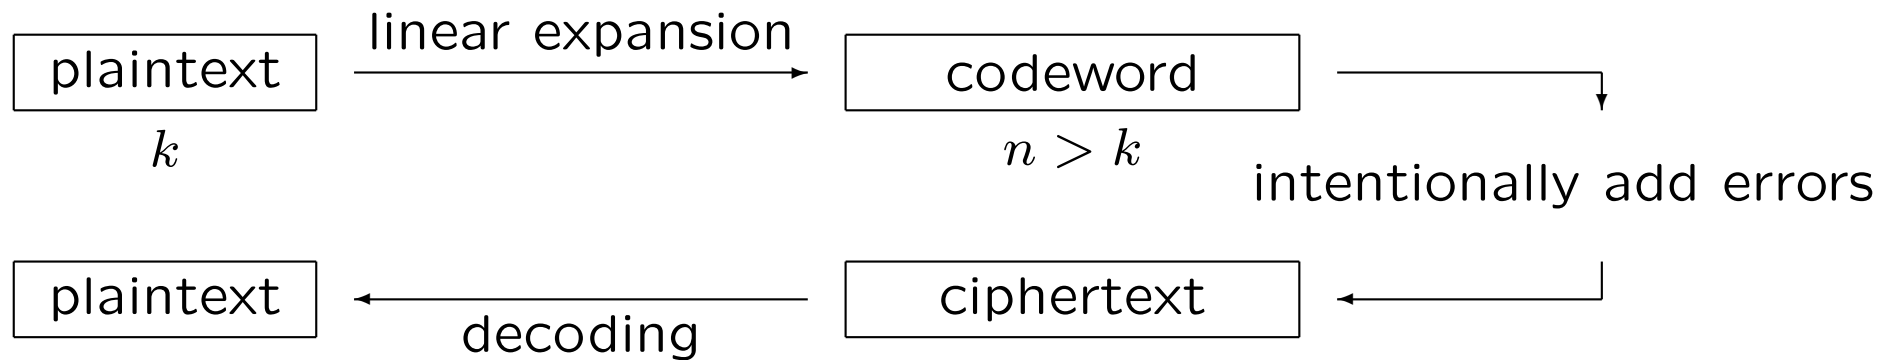 linear expansion
plaintext
codeword
k
n > k
intentionally add errors
plaintext
ciphertext
decoding